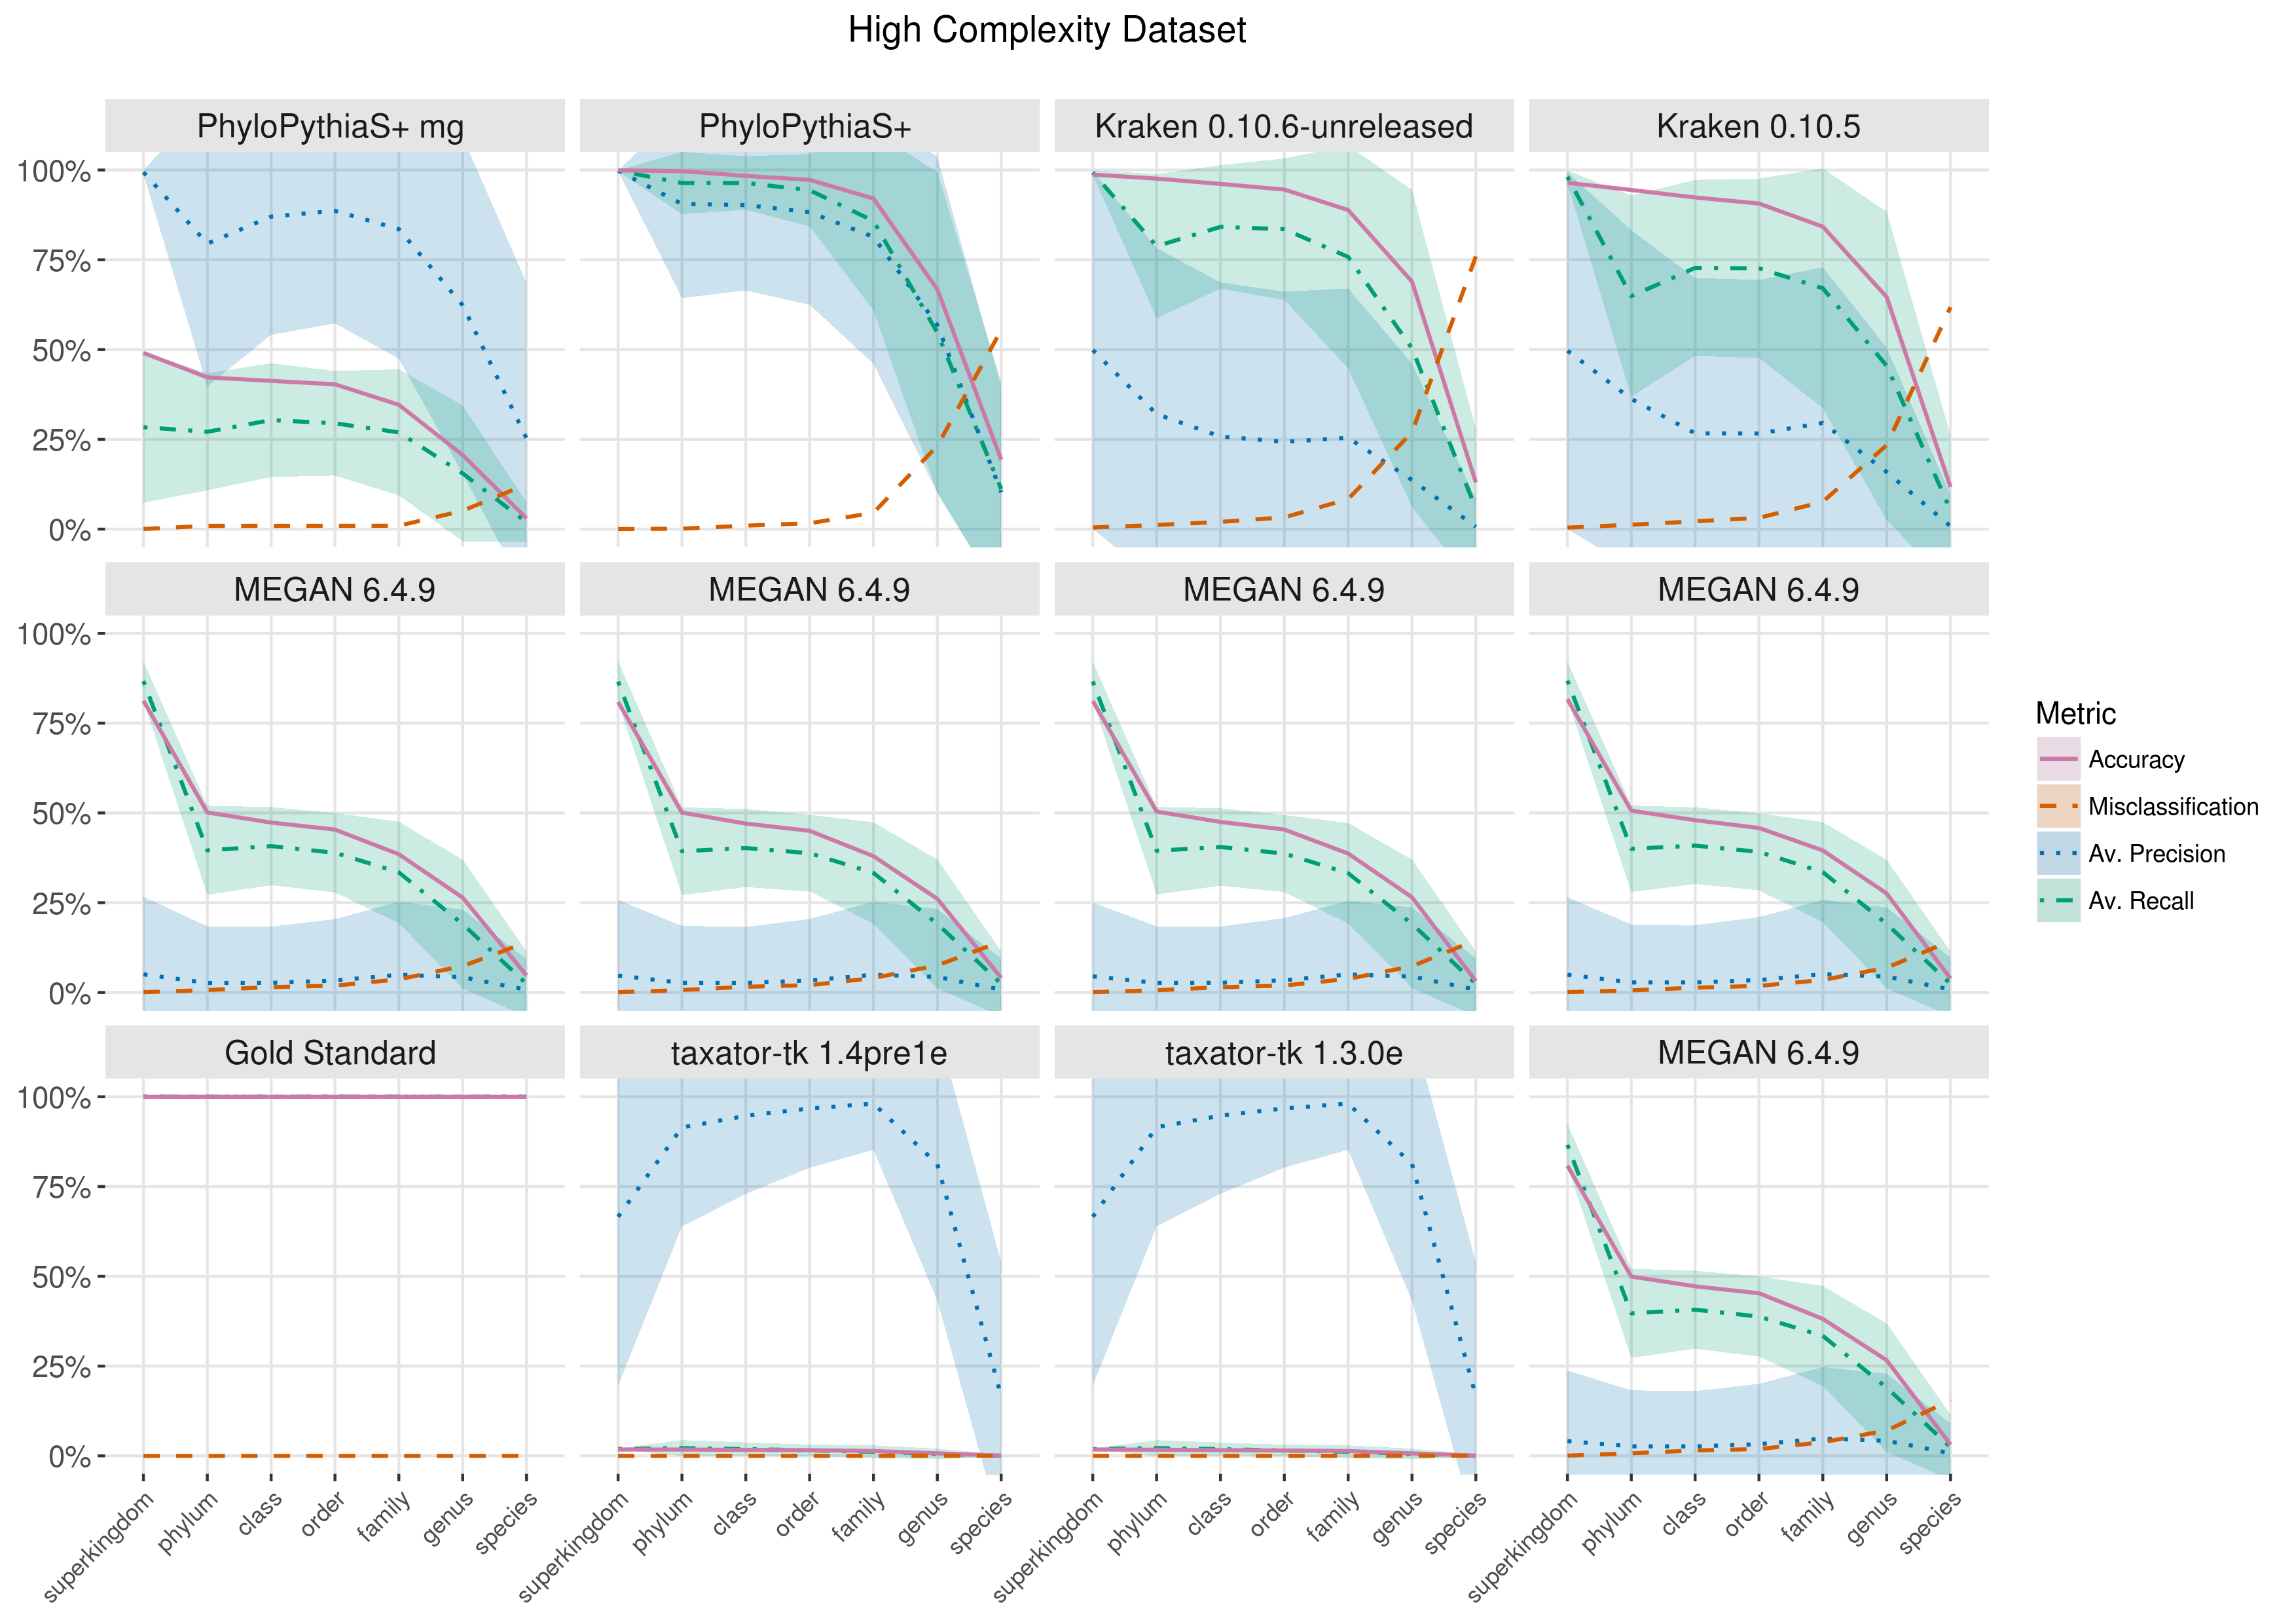 High Complexity Dataset
PhyloPythiaS+ mg
PhyloPythiaS+
Kraken 0.10.6-unreleased
Kraken 0.10.5
100%
75%
50%
25%
0%
MEGAN 6.4.9
MEGAN 6.4.9
MEGAN 6.4.9
MEGAN 6.4.9
100%
75%
50%
25%
0%
Gold Standard
taxator-tk 1.4pre1e
taxator-tk 1.3.0e
MEGAN 6.4.9
100%
75%
50%
25%
0%
superkingdom
phylum
class
order
family
genus
species
superkingdom
phylum
class
order
family
genus
species
superkingdom
phylum
class
order
family
genus
species
superkingdom
phylum
class
order
family
genus
species
Metric
Accuracy
Misclassification
Av. Precision
Av. Recall